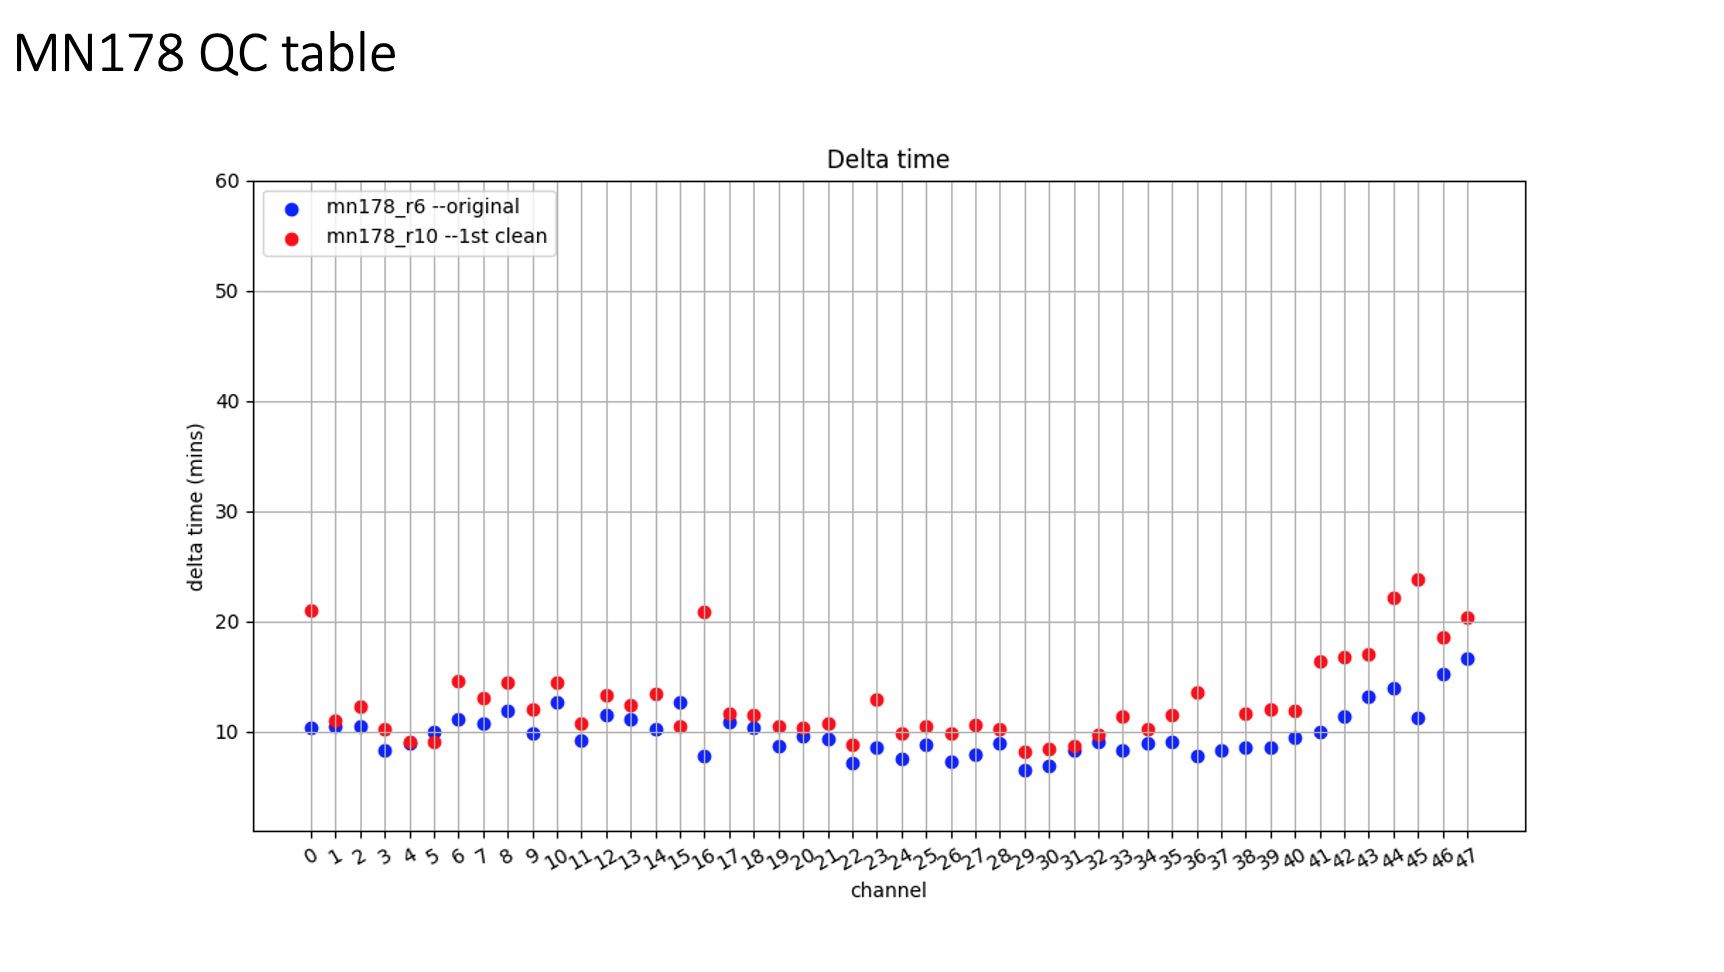 MN178 QC table
Delta time
60
mn178_r6 --original
mn178_r10 --1st clean
50
40
30
20
10
delta time (mins)
0 1 2 3 4 5 6 7 8 9 10 11 12 13 14 15 16 17 18 19 20 21 22 23 24 25 26 27 28 29 30 31 32 33 34 35 36 37 38 39 40 41 42 43 44 45 46 47
channel